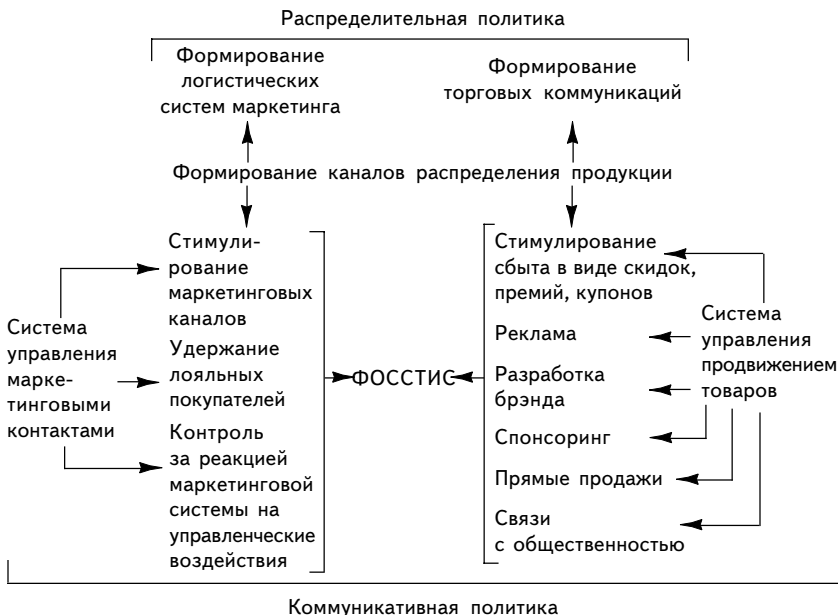 Распределительная политика
Формирование
логистических
систем маркетинга
Формирование
торговых коммуникаций
Формирование каналов распределения продукции
Система
управления
марке-
тинговыми
контактами
Стимули-
рование
маркетинговых
каналов
Удержание
лояльных
покупателей
Контроль
за реакцией
маркетинговой
системы на
управленческие
воздействия
ФОССТИС
Стимулирование
сбыта в виде скидок,
премий, купонов
Реклама
Разработка
брэнда
Спонсоринг
Прямые продажи
Связи
с общественностью
Система
управления
продвижением
товаров
Коммуникативная политика